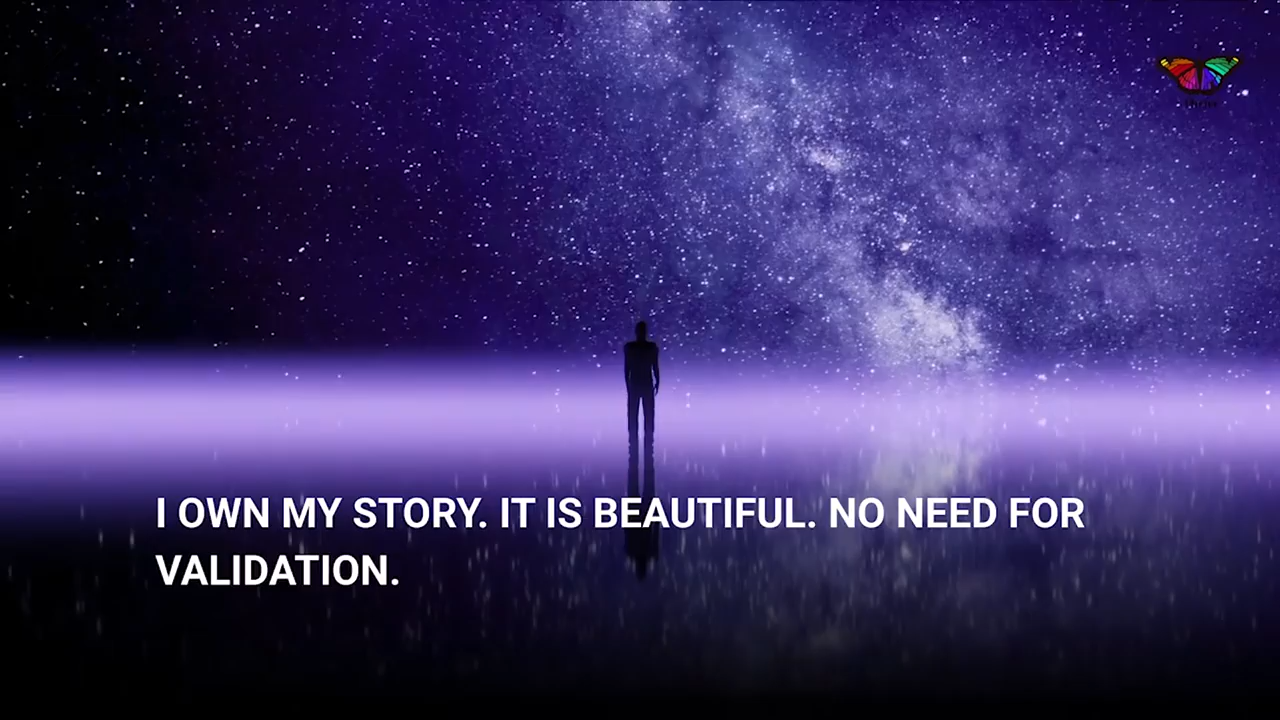 I OWN MY STORY. IT IS BEAUTIFUL. NO NEED FOR
VALIDATION.